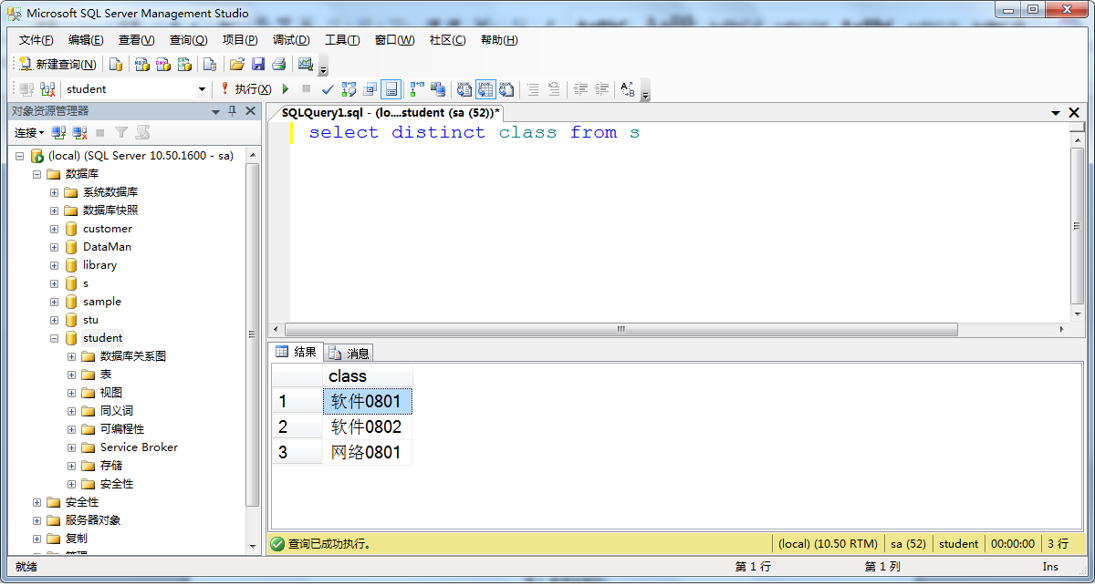 Microsoft SQL Server Management Studio
文件(F) 编辑(E) 查看(V) 查询(Q) 项目(P) 调试(D) 工具(T) 窗口(W) 社区(C) 帮助(H)
新建查询(N)
student 执行(X)
对象资源管理器
连接
(local) (SQL Server 10.50.1600 - sa)
数据库
系统数据库
数据库快照
customer
DataMan
library
s
sample
stu
student
数据库关系图
表
视图
同义词
可编程性
Service Broker
存储
安全性
安全性
服务器对象
复制
管理
SQLQuery1.sql - (lo....student (sa (52))*
select distinct class from s
结果 消息
class
1 软件0801
2 软件0802
3 网络0801
查询已成功执行。 (local) (10.50 RTM) sa (52) student 00:00:00 3 行
就绪 第 1 行 第 1 列 Ins